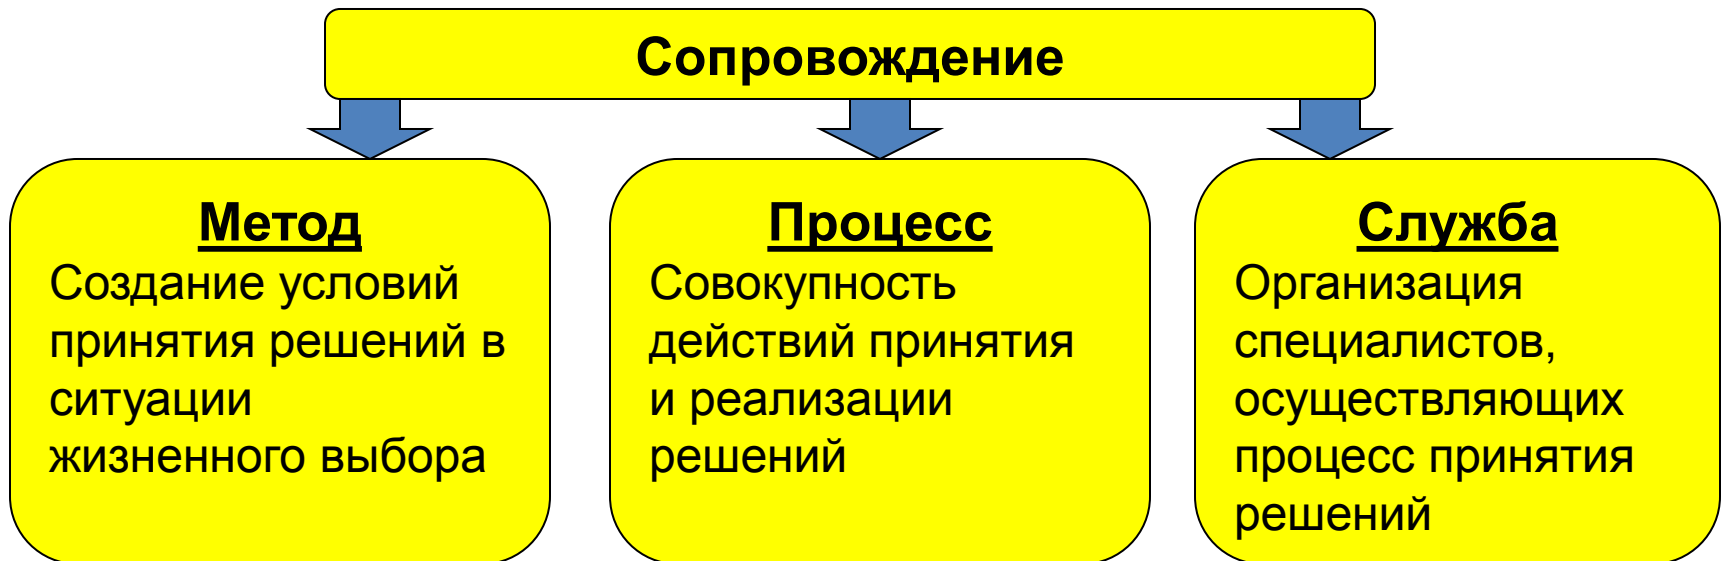 Сопровождение
Метод
Создание условий
принятия решений в
ситуации
жизненного выбора
Процесс
Совокупность
действий принятия
и реализации
решений
Служба
Организация
специалистов,
осуществляющих
процесс принятия
решений